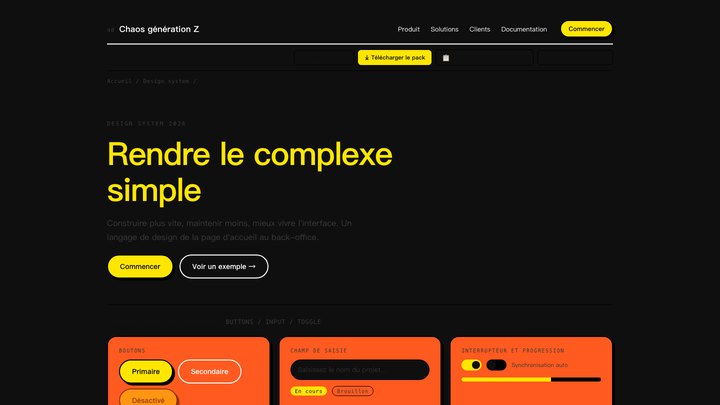 Chaos génération Z
Produit Solutions Clients Documentation Commencer
⤓ Télécharger le pack
Accueil / Design system /
DESIGN SYSTEM 2026
Rendre le complexe
simple
Construire plus vite, maintenir moins, mieux vivre l'interface. Un
langage de design de la page d'accueil au back-office.
Commencer
Voir un exemple →
BUTTONS / INPUT / TOGGLE
BOUTONS
Primaire
Secondaire
Désactivé
CHAMP DE SAISIE
Saisissez le nom du projet...
En cours
Brouillon
INTERRUPTEUR ET PROGRESSION
Synchronisation auto